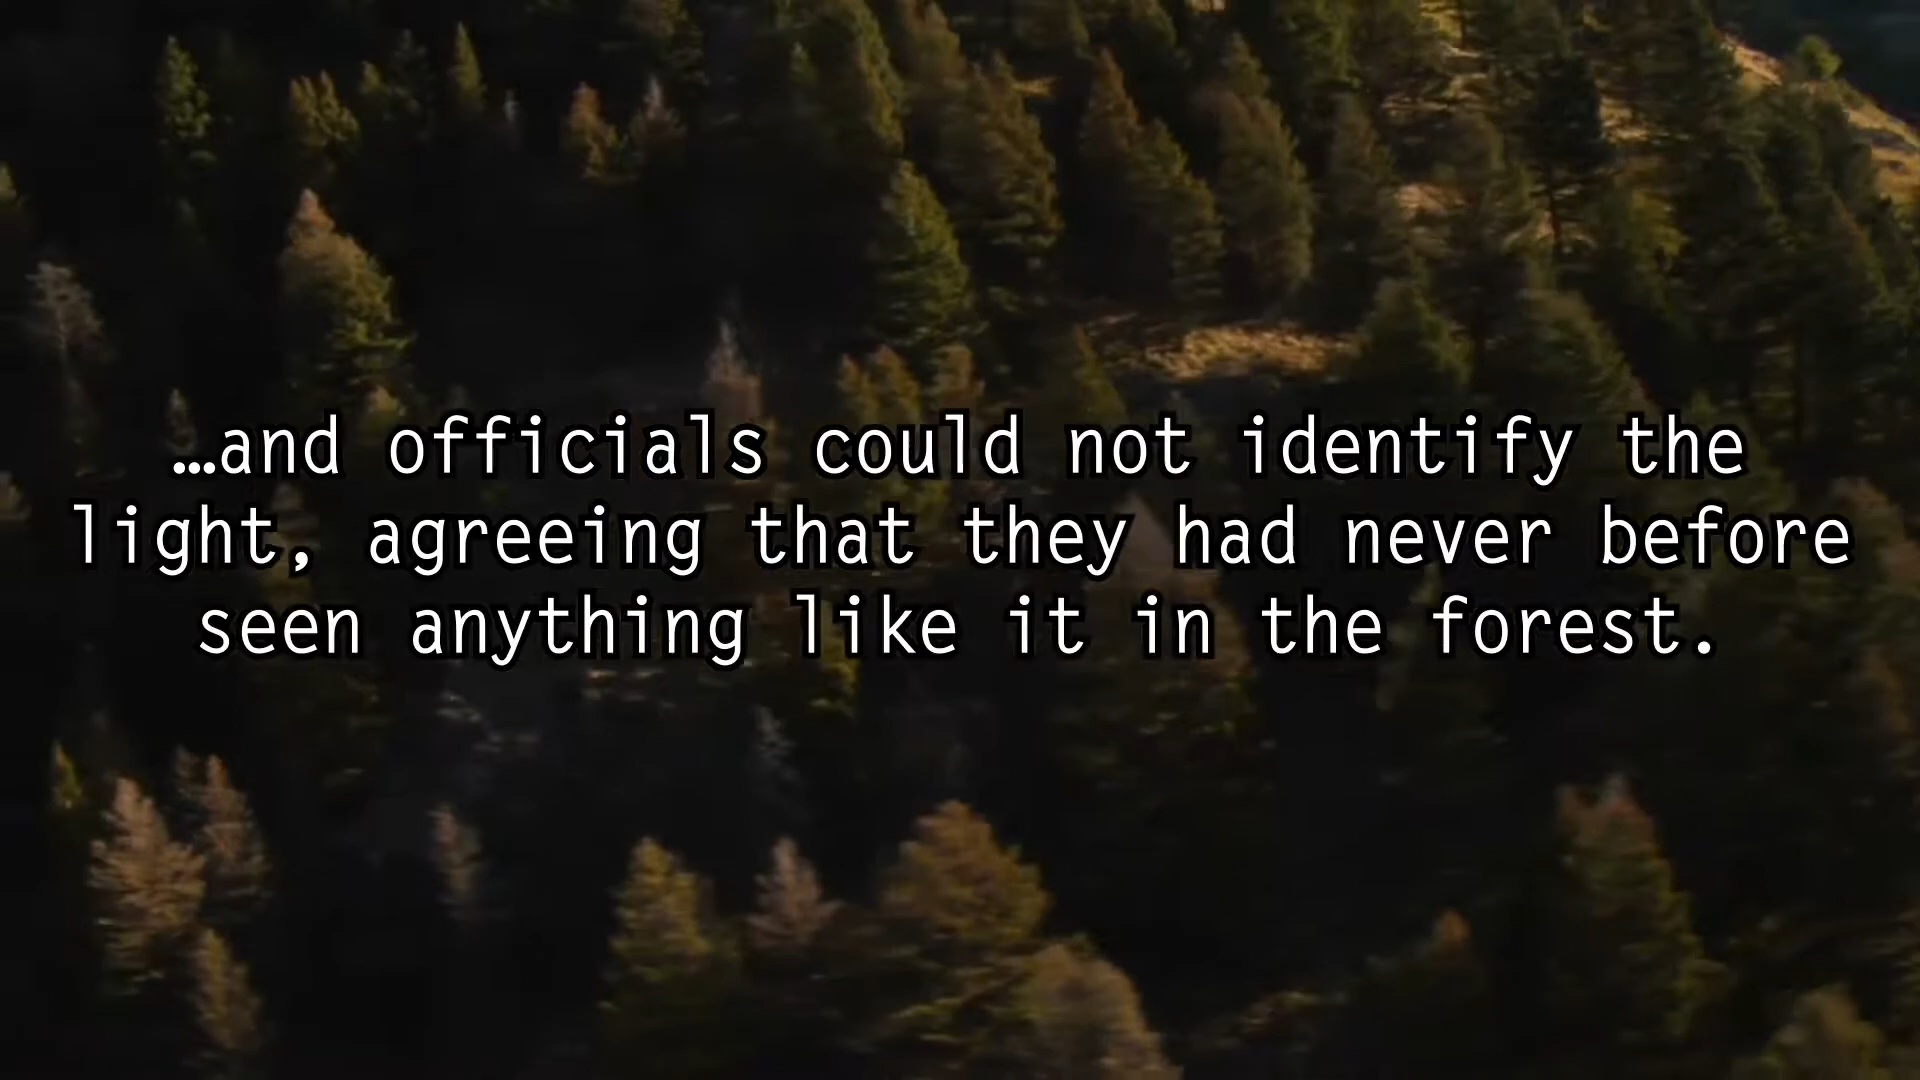 …and officials could not identify the
light, agreeing that they had never before
seen anything like it in the forest.